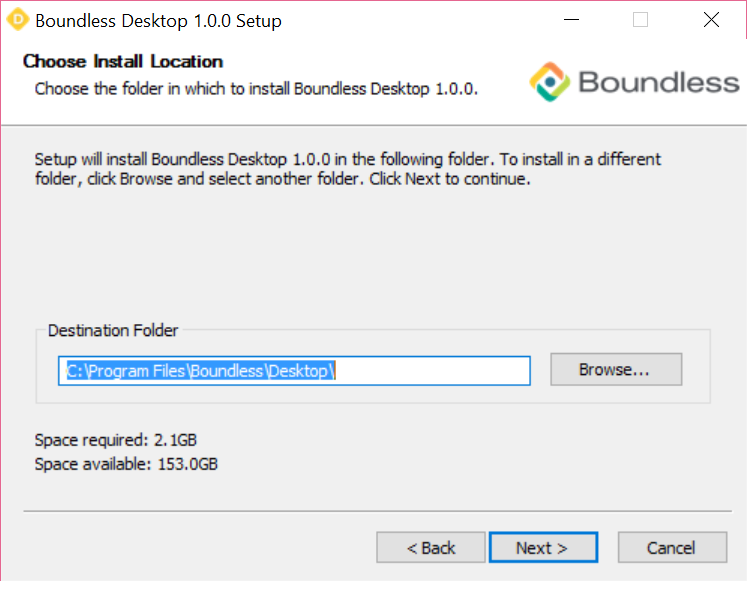 Boundless Desktop 1.0.0 Setup
Choose Install Location
Choose the folder in which to install Boundless Desktop 1.0.0.
Boundless
Setup will install Boundless Desktop 1.0.0 in the following folder. To install in a different
folder, click Browse and select another folder. Click Next to continue.
Destination Folder
C:\Program Files\Boundless\Desktop\
Browse...
Space required: 2.1GB
Space available: 153.0GB
< Back
Next >
Cancel